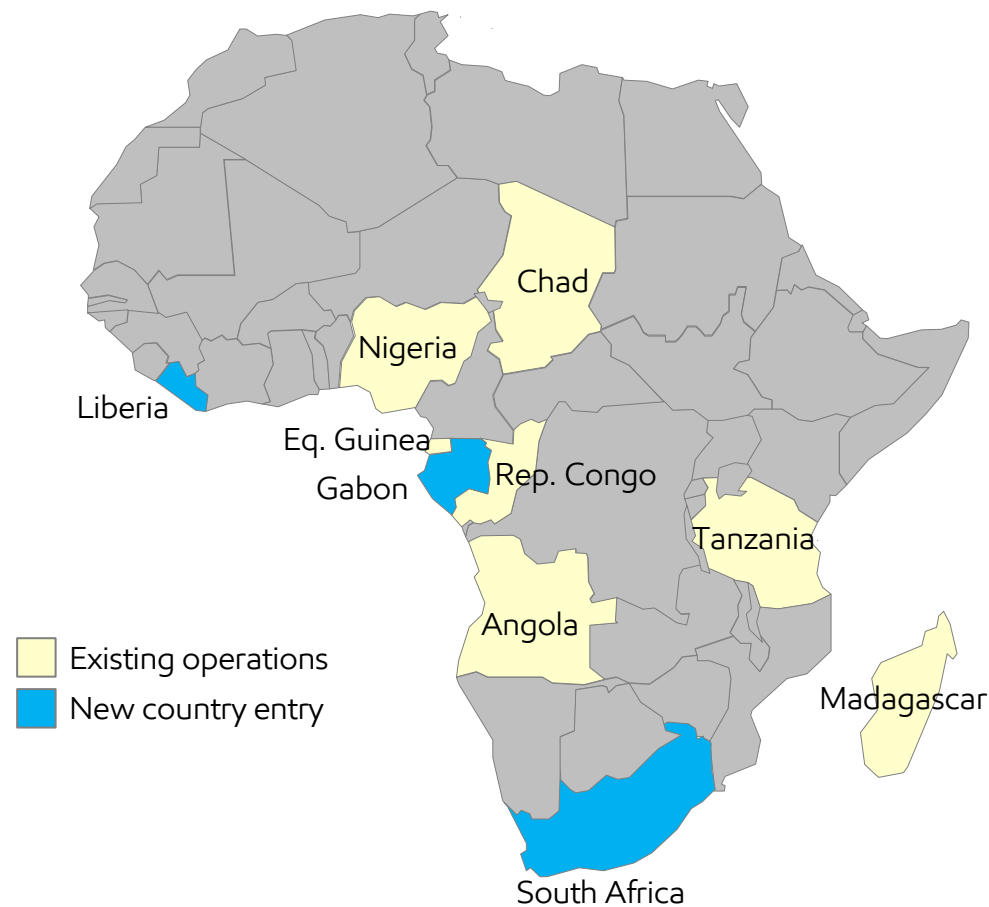 Chad
Nigeria
Liberia
Eq. Guinea
Rep. Congo
Gabon
Tanzania
Angola
Existing operations
Madagascar
New country entry
South Africa